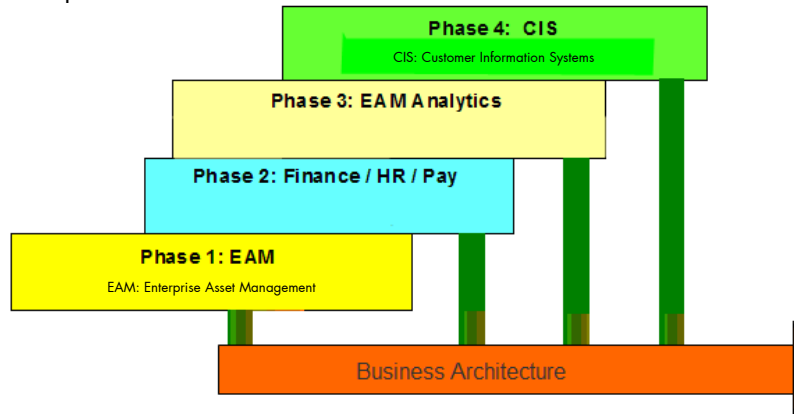 Phase 4: CIS
CIS: Customer Information Systems
Phase 3: EAM Analytics
Phase 2: Finance / HR / Pay
Phase 1: EAM
EAM: Enterprise Asset Management
Business Architecture